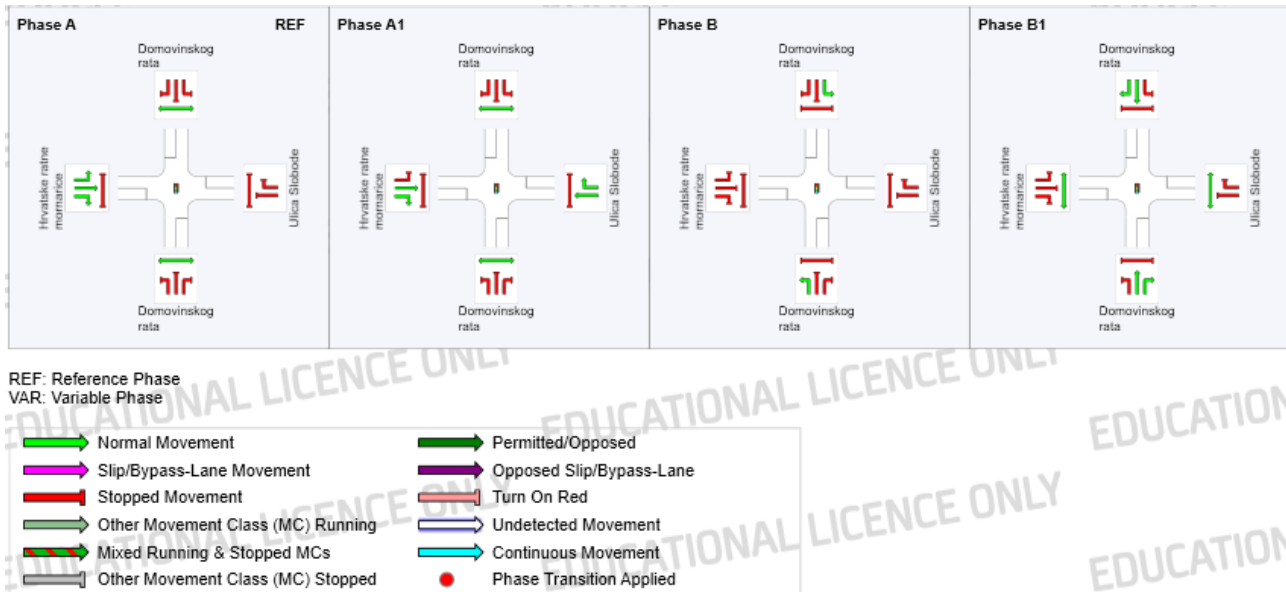 Phase A REF
Domovinskog
rata
Hrvatske ratne
mornarice
Ulica Slobode
Domovinskog
rata
Phase A1
Domovinskog
rata
Hrvatske ratne
mornarice
Ulica Slobode
Domovinskog
rata
Phase B
Domovinskog
rata
Hrvatske ratne
mornarice
Ulica Slobode
Domovinskog
rata
Phase B1
Domovinskog
rata
Hrvatske ratne
mornarice
Ulica Slobode
Domovinskog
rata
REF: Reference Phase
VAR: Variable Phase
EDUCATIONAL LICENCE ONLY
EDUCATIONAL LICENCE ONLY
EDUCATION
Normal Movement
Slip/Bypass-Lane Movement
Stopped Movement
Other Movement Class (MC) Running
Mixed Running & Stopped MCs
Other Movement Class (MC) Stopped
Permitted/Opposed
Opposed Slip/Bypass-Lane
Turn On Red
Undetected Movement
Continuous Movement
Phase Transition Applied
EDUCATIONAL LICENCE ONLY
EDUCATIONAL LICENCE ONLY
EDUCATION